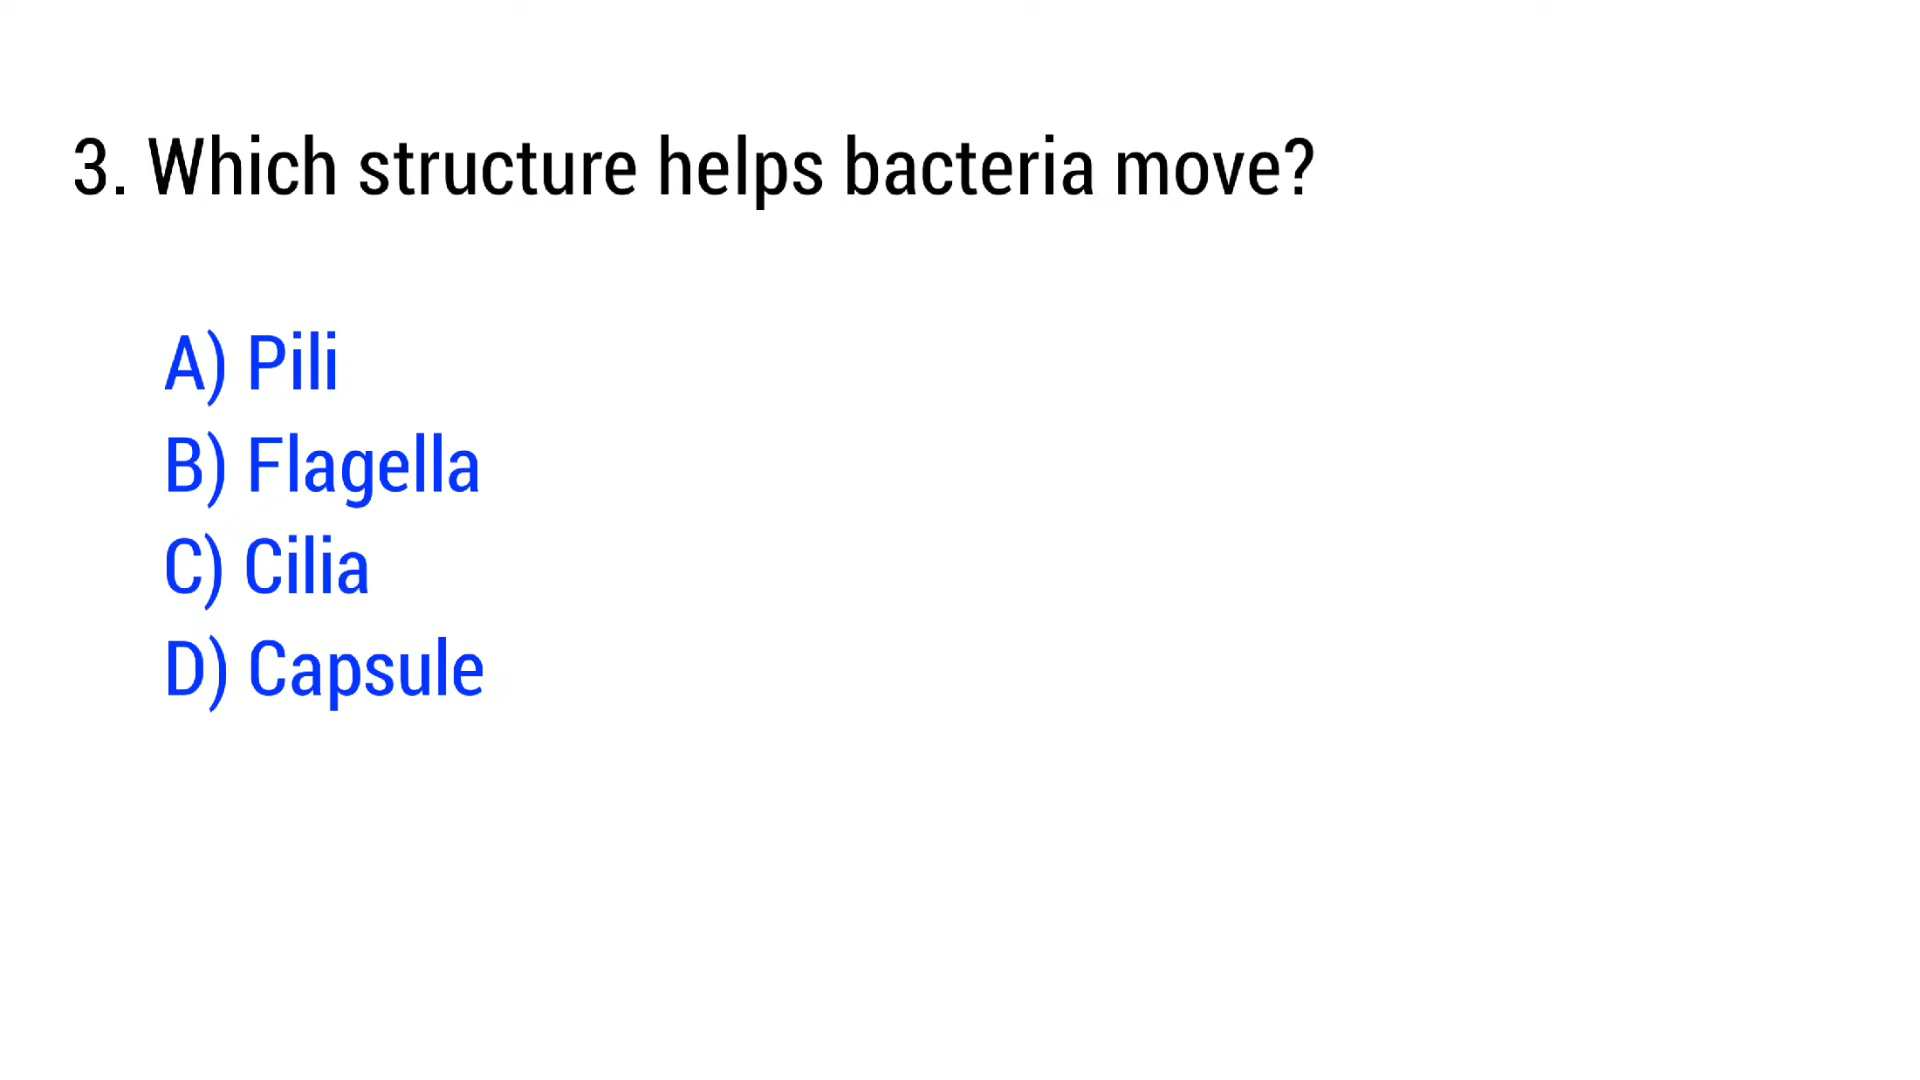 3. Which structure helps bacteria move?
A) Pili
B) Flagella
C) Cilia
D) Capsule